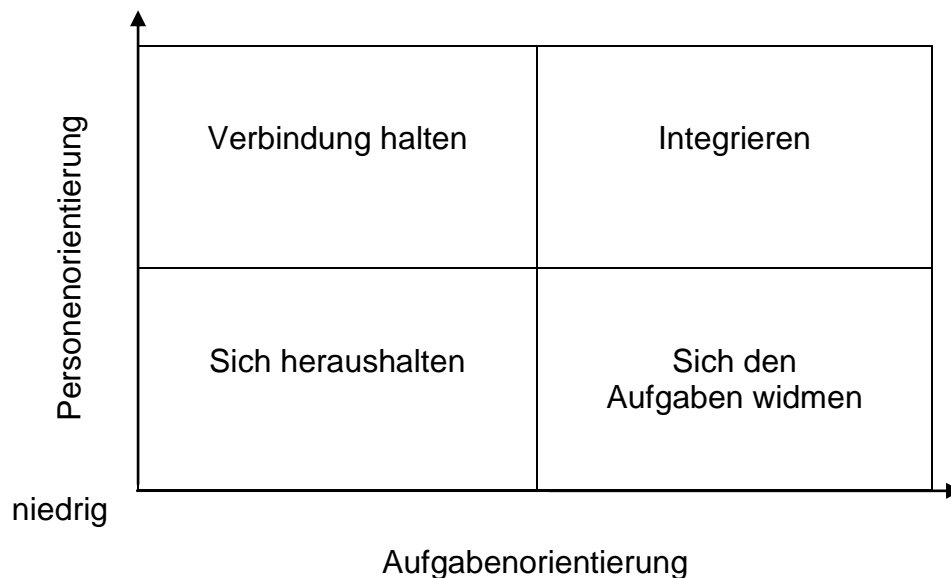 Personenorientierung
Verbindung halten
Integrieren
Sich heraushalten
Sich den
Aufgaben widmen
niedrig
Aufgabenorientierung